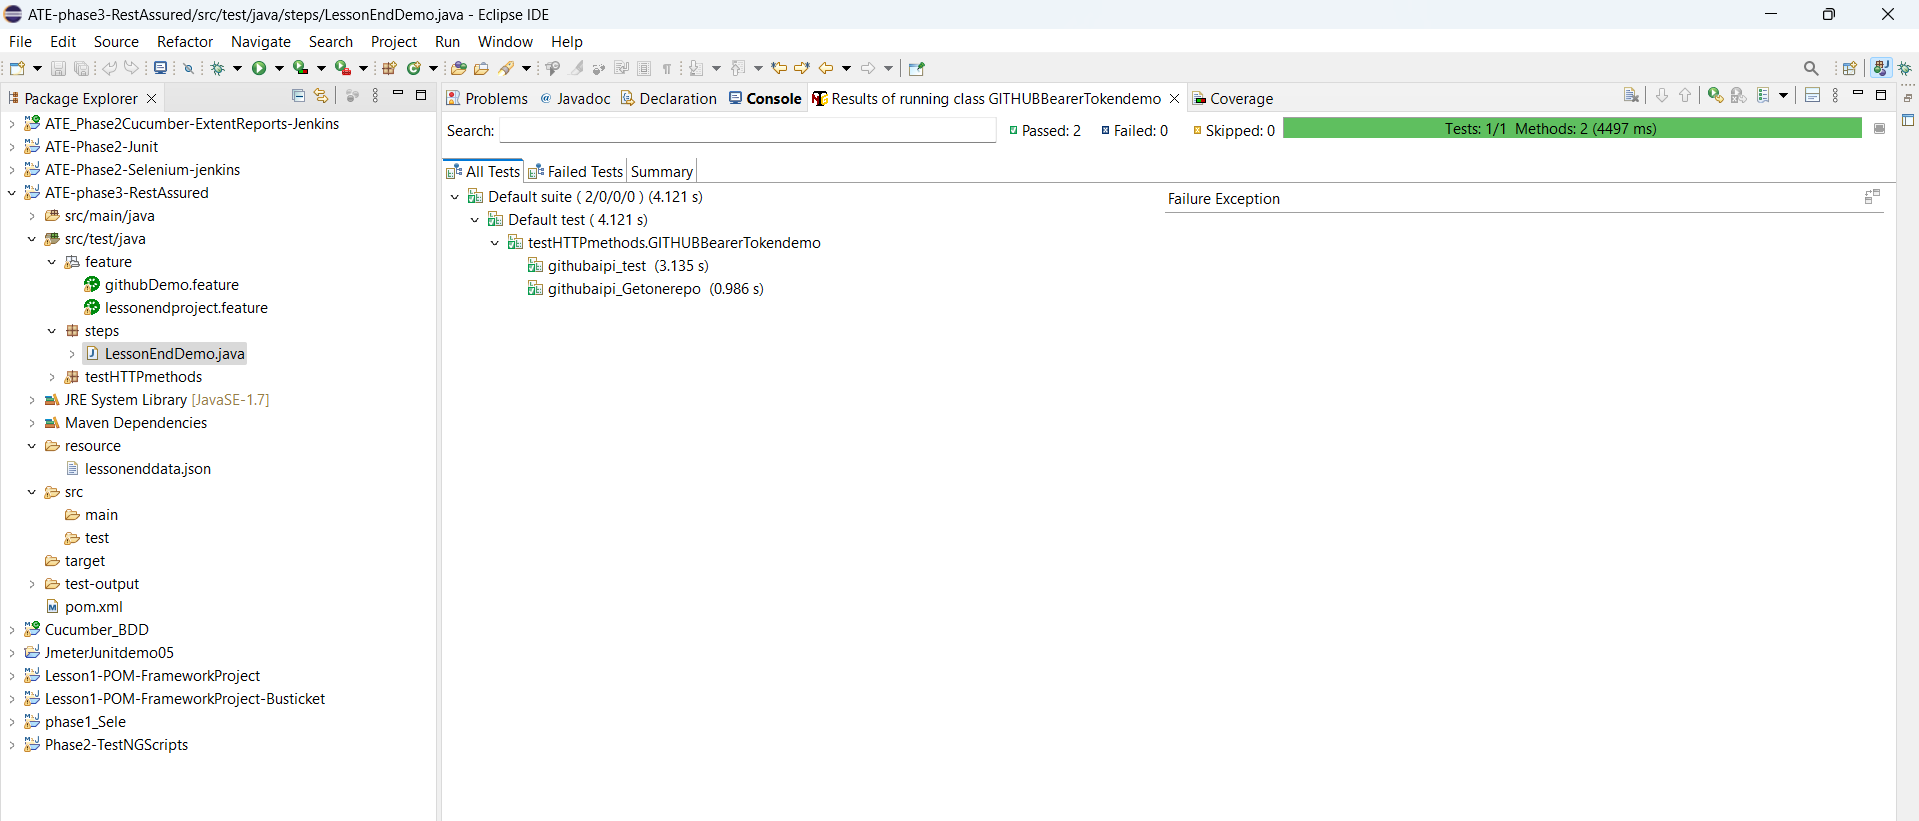 ATE-phase3-RestAssured/src/test/java/steps/LessonEndDemo.java - Eclipse IDE
File Edit Source Refactor Navigate Search Project Run Window Help
Package Explorer
ATE_Phase2Cucumber-ExtentReports-Jenkins
ATE-Phase2-Junit
ATE-Phase2-Selenium-jenkins
ATE-phase3-RestAssured
src/main/java
src/test/java
feature
githubDemo.feature
lessonendproject.feature
steps
LessonEndDemo.java
testHTTPmethods
JRE System Library [JavaSE-1.7]
Maven Dependencies
resource
lessonenddata.json
src
main
test
target
test-output
pom.xml
Cucumber_BDD
JmeterJunitdemo05
Lesson1-POM-FrameworkProject
Lesson1-POM-FrameworkProject-Busticket
phase1_Sele
Phase2-TestNGScripts
Problems Javadoc Declaration Console Results of running class GITHUBBearerTokendemo Coverage
Search: Passed: 2 Failed: 0 Skipped: 0 Tests: 1/1 Methods: 2 (4497 ms)
All Tests Failed Tests Summary
Default suite ( 2/0/0/0 ) (4.121 s)
Default test ( 4.121 s)
testHTTPmethods.GITHUBBearerTokendemo
githubaipi_test (3.135 s)
githubaipi_Getonerepo (0.986 s)
Failure Exception